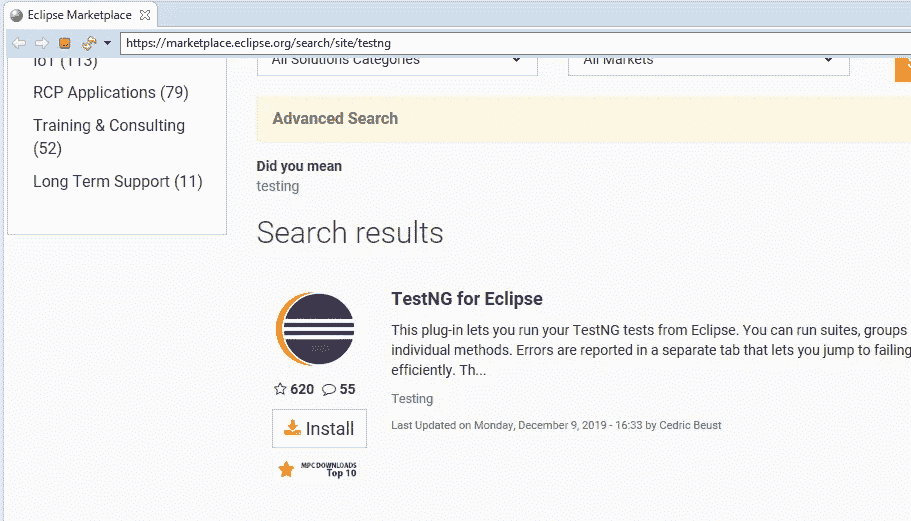 Eclipse Marketplace
https://marketplace.eclipse.org/search/site/testng
IoT (113)
RCP Applications (79)
Training & Consulting
(52)
Long Term Support (11)
All Solutions Categories
All Markets
Advanced Search
Did you mean
testing
Search results
TestNG for Eclipse
This plug-in lets you run your TestNG tests from Eclipse. You can run suites, groups
individual methods. Errors are reported in a separate tab that lets you jump to failing
efficiently. Th...
620 55
Testing
Install
Last Updated on Monday, December 9, 2019 - 16:33 by Cedric Beust
MPC DOWNLOADS
Top 10